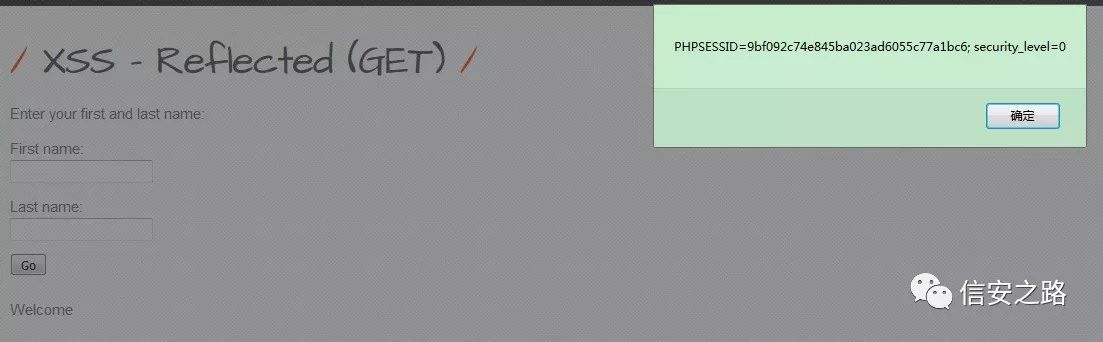 / XSS - Reflected (GET) /
Enter your first and last name:
First name:
Last name:
Go
Welcome
PHPSESSID=9bf092c74e845ba023ad6055c77a1bc6; security_level=0
确定
信安之路